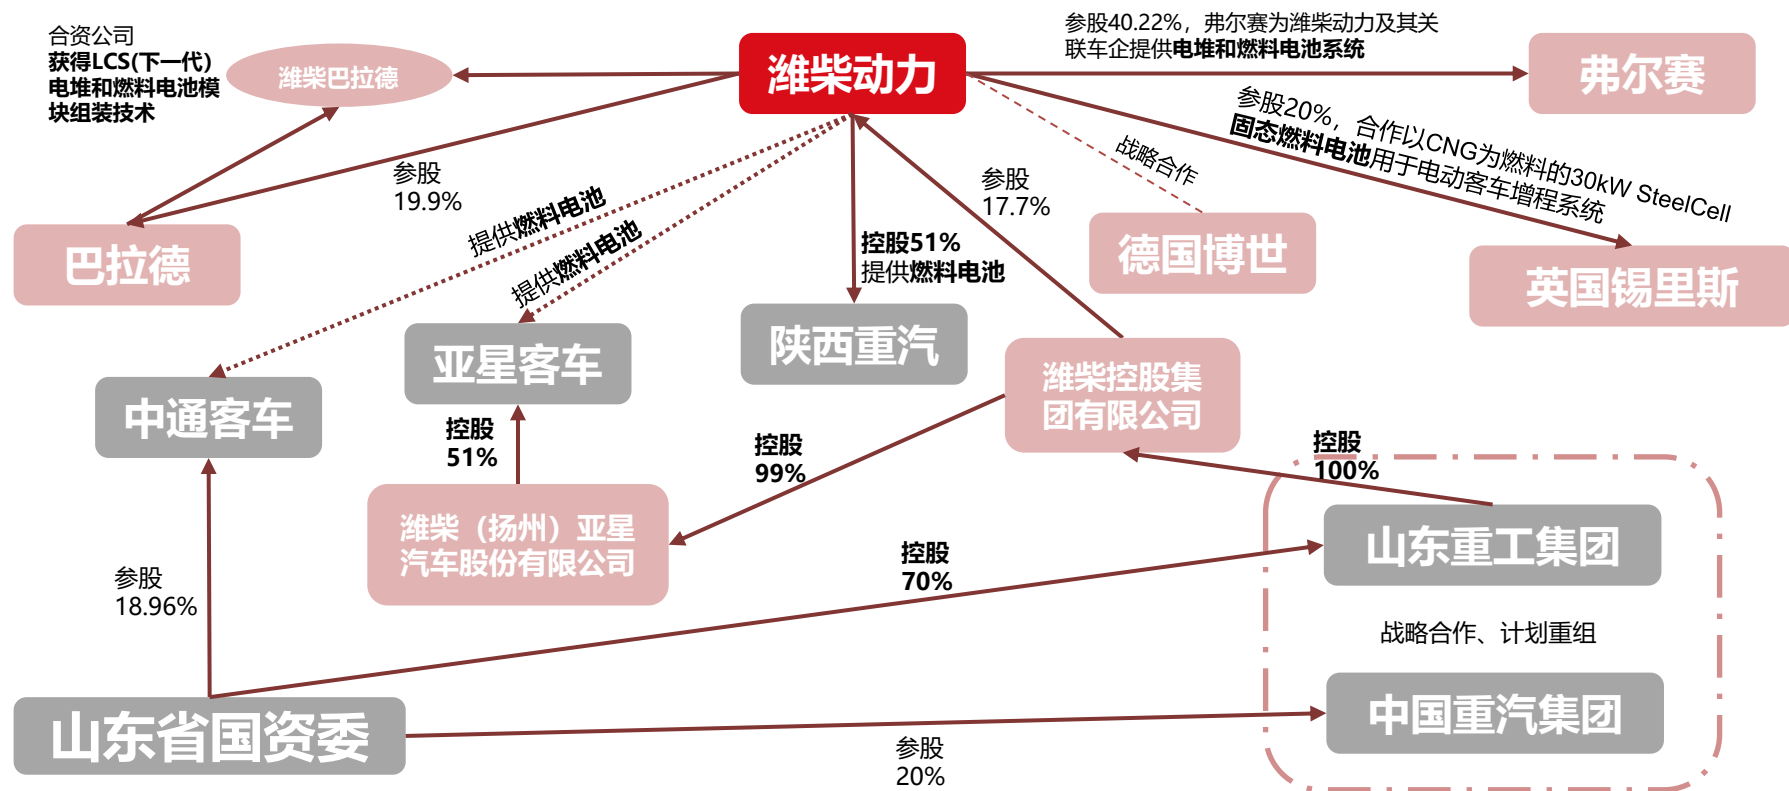 合资公司
获得LCS(下一代)
电堆和燃料电池模
块组装技术
潍柴巴拉德
潍柴动力
参股40.22%，弗尔赛为潍柴动力及其关
联车企提供电堆和燃料电池系统
弗尔赛
参股20%，合作以CNG为燃料的30kW SteelCell
固态燃料电池用于电动客车增程系统
战略合作
参股
19.9%
参股
17.7%
提供燃料电池
提供燃料电池
控股51%
提供燃料电池
巴拉德
德国博世
英国锡里斯
亚星客车
陕西重汽
中通客车
潍柴控股集
团有限公司
控股
51%
控股
99%
控股
100%
潍柴（扬州）亚星
汽车股份有限公司
山东重工集团
控股
70%
参股
18.96%
战略合作、计划重组
山东省国资委
中国重汽集团
参股
20%